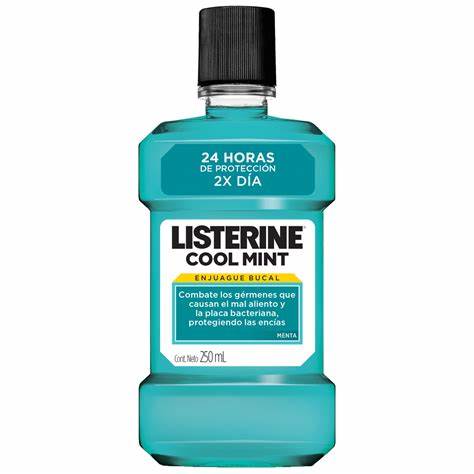 24 HORAS
DE PROTECCIÓN
2X DÍA
LISTERINE®
COOL MINT
ENJUAGUE BUCAL
Combate los gérmenes que
causan el mal aliento y
la placa bacteriana,
protegiendo las encías
MENTA
Cont. Neto 250 mL